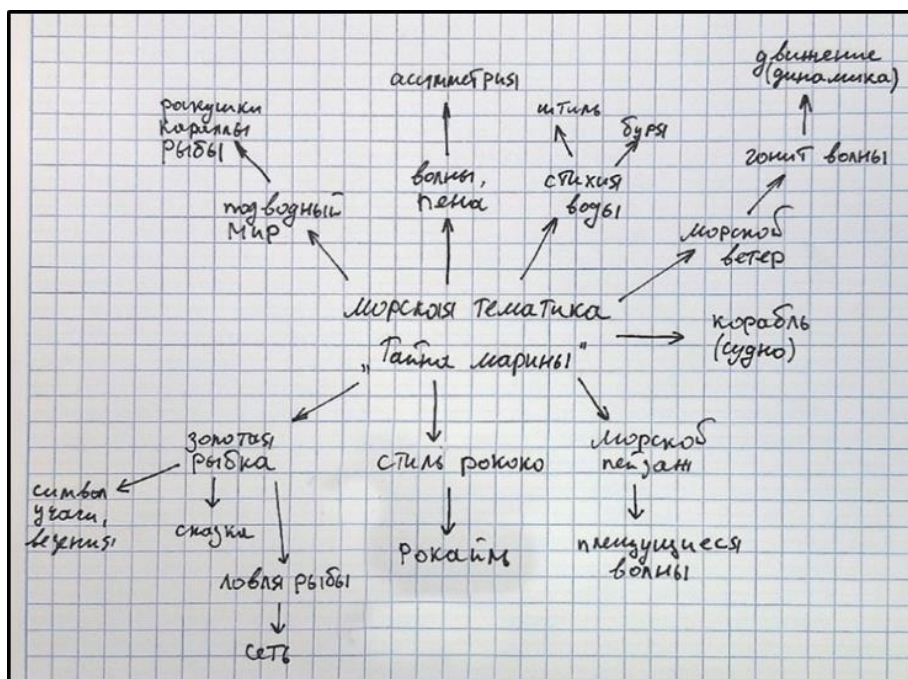 движение
(динамика)
асимметрия
штиль
буря
ракушки
кораллы
рыбы
гонит волны
волны,
пена
стихия
воды
подводный
мир
морской
ветер
морская тематика
„Тайна марины"
корабль
(судно)
золотая
рыбка
стиль рококо
морской
пейзаж
символ
удачи,
везения
сказка
рокайль
плещущиеся
волны
ловля рыбы
сеть